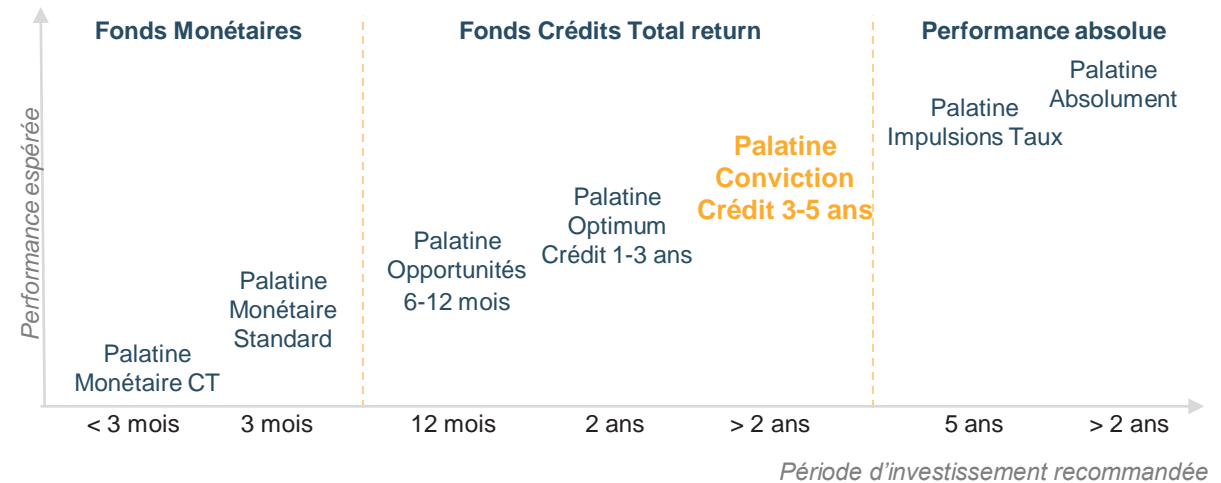 Fonds Monétaires
Fonds Crédits Total return
Performance absolue
Performance espérée
Palatine
Monétaire CT
Palatine
Monétaire
Standard
Palatine
Opportunités
6-12 mois
Palatine
Optimum
Crédit 1-3 ans
Palatine
Conviction
Crédit 3-5 ans
Palatine
Impulsions Taux
Palatine
Absolument
< 3 mois
3 mois
12 mois
2 ans
> 2 ans
5 ans
> 2 ans
Période d’investissement recommandée